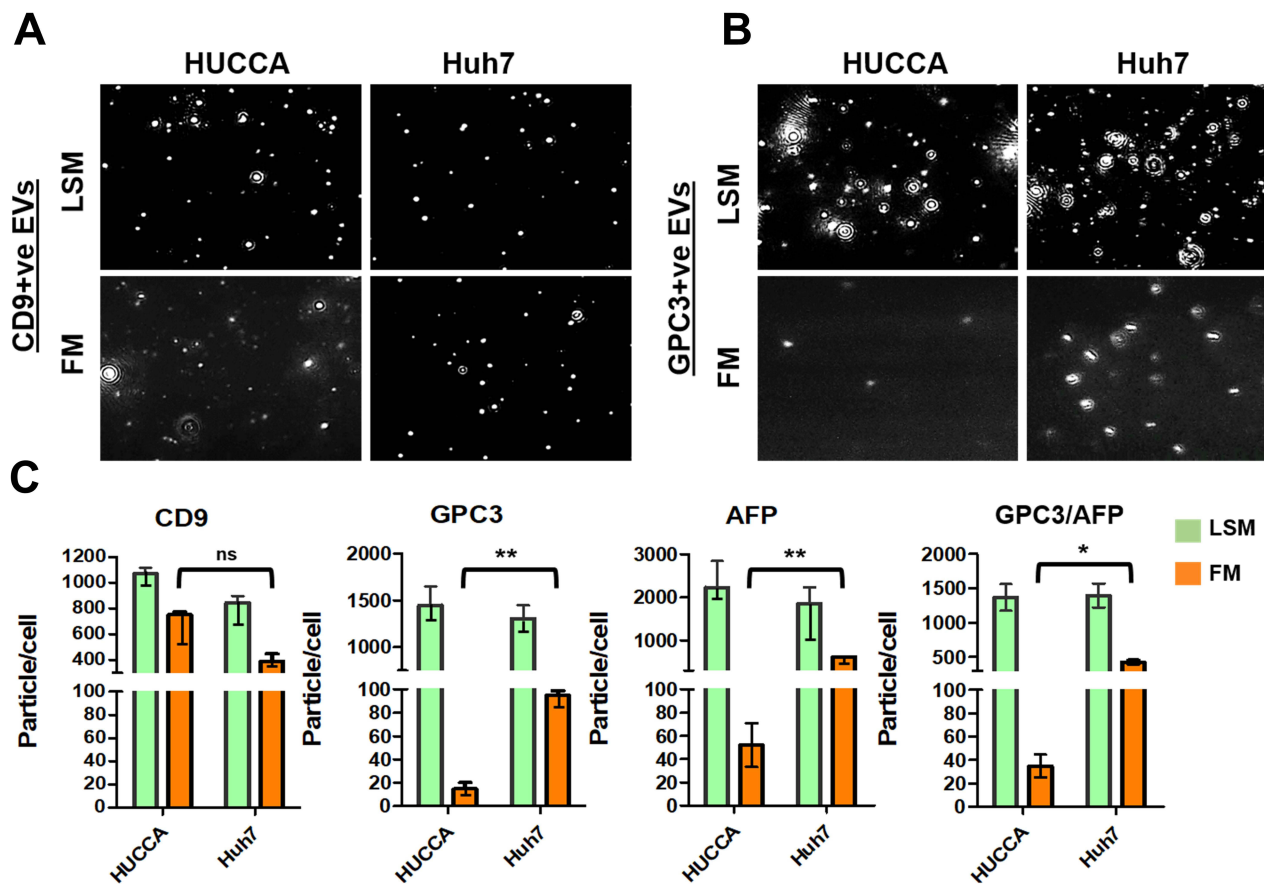 A
HUCCA Huh7
CD9+ve EVs
LSM
FM
B
HUCCA Huh7
GPC3+ve EVs
LSM
FM
C
CD9
ns
Particle/cell
1200
1000
800
600
400
100
80
60
40
20
0
HUCCA Huh7
GPC3
**
Particle/cell
2000
1500
1000
100
80
60
40
20
0
HUCCA Huh7
AFP
**
Particle/cell
3000
2000
1000
100
80
60
40
20
0
HUCCA Huh7
GPC3/AFP
*
Particle/cell
2000
1500
1000
500
100
80
60
40
20
0
HUCCA Huh7
LSM
FM